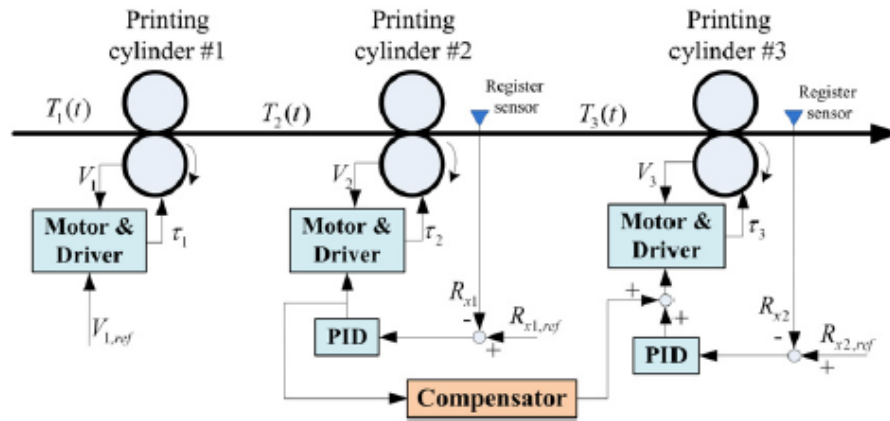 Printing
cylinder #1
Printing
cylinder #2
Printing
cylinder #3
T₁(t)
T₂(t)
Register
sensor
T₃(t)
Register
sensor
V₁
V₂
V₃
Motor &
Driver
τ₁
Motor &
Driver
τ₂
Motor &
Driver
τ₃
V₁,ref
Rₓ₁
-
Rₓ₁,ref
+
PID
+
+
Rₓ₂
-
Rₓ₂,ref
+
PID
Compensator